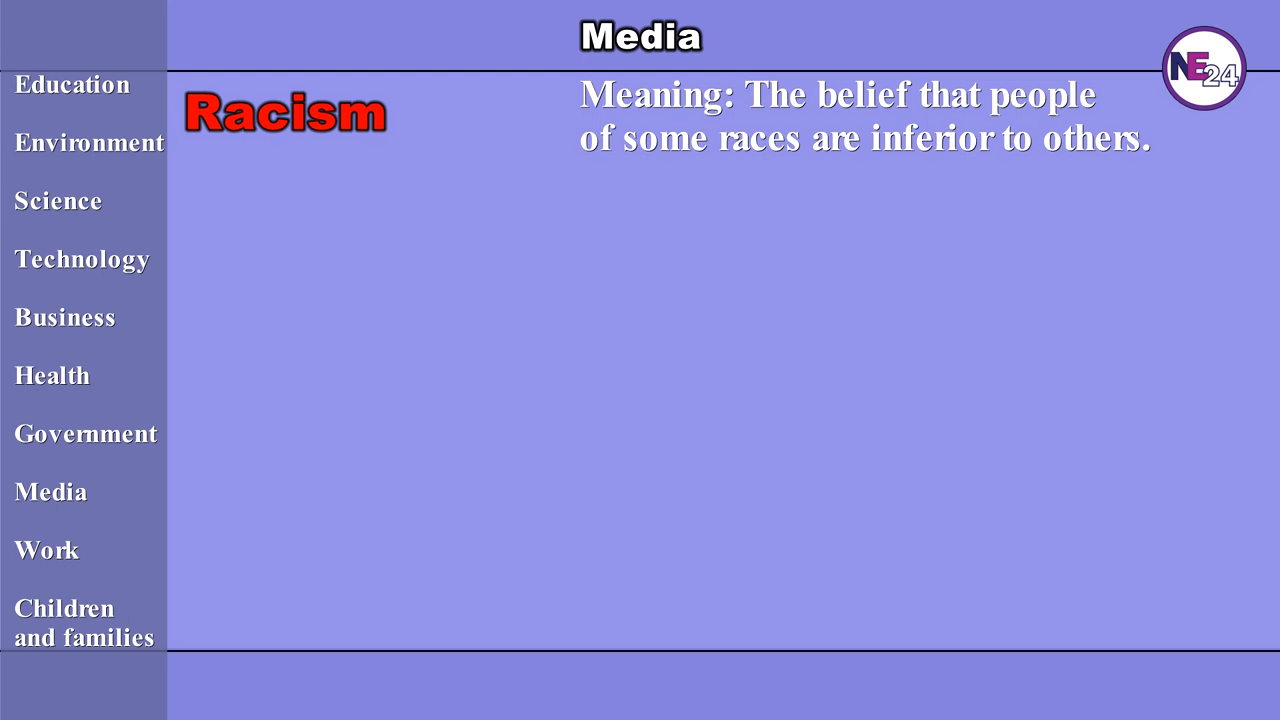 Media
NE24
Education
Environment
Science
Technology
Business
Health
Government
Media
Work
Children
and families
Racism
Meaning: The belief that people
of some races are inferior to others.